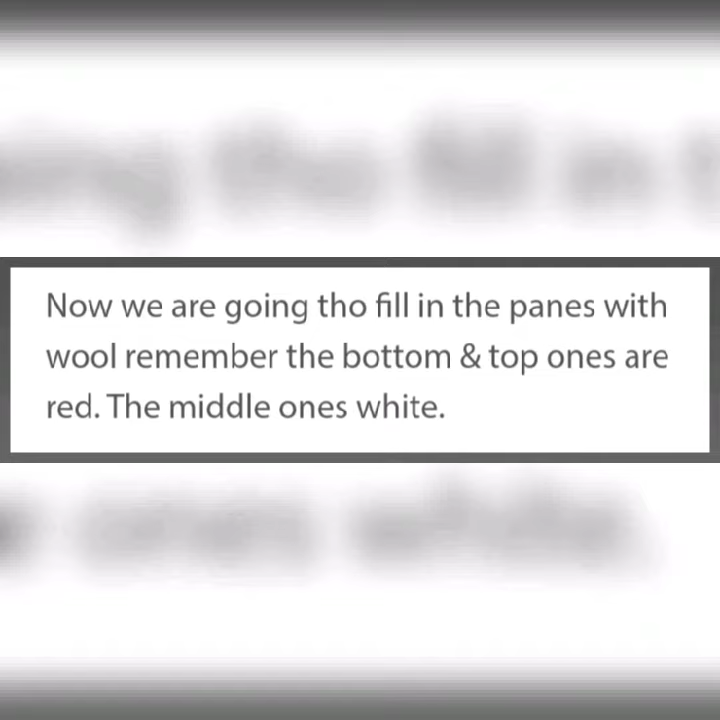 Now we are going tho fill in the panes with
wool remember the bottom & top ones are
red. The middle ones white.